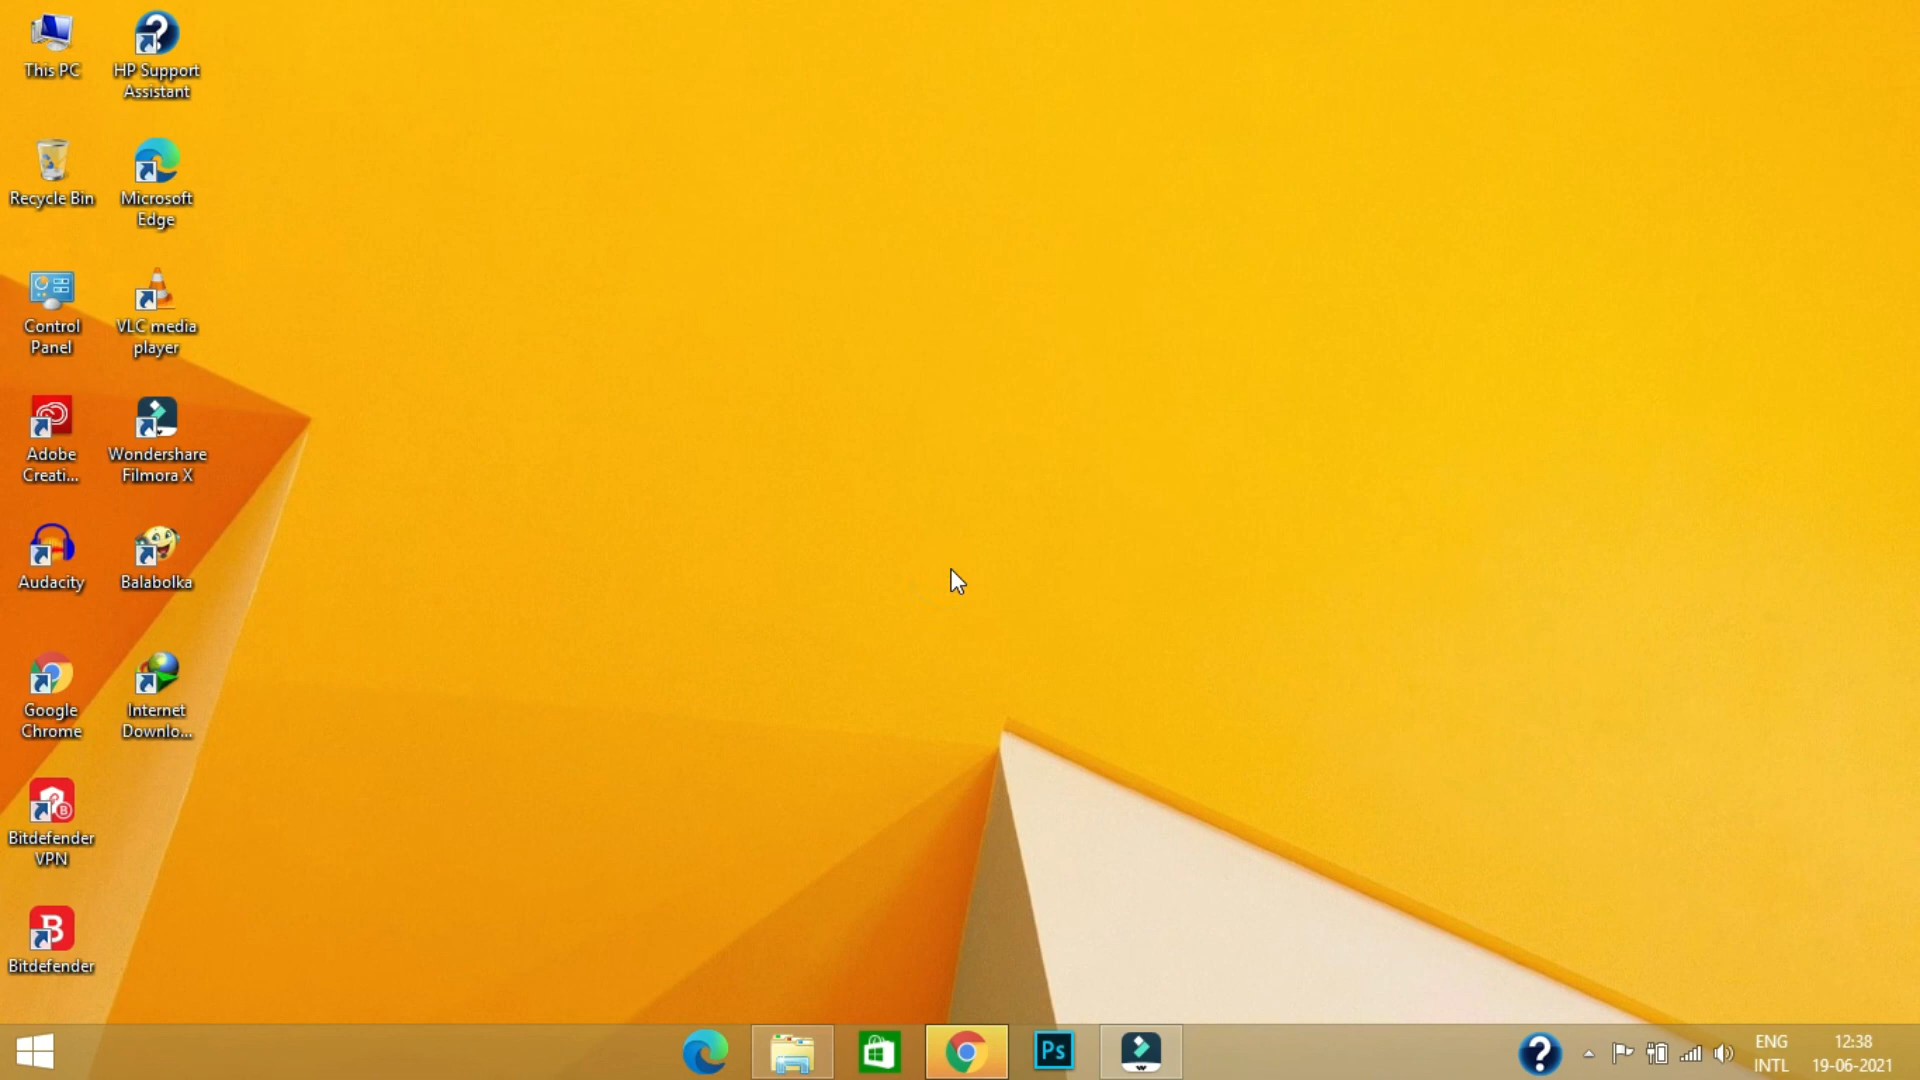 This PC
HP Support
Assistant
Recycle Bin
Microsoft
Edge
Control
Panel
VLC media
player
Adobe
Creati...
Wondershare
Filmora X
Audacity
Balabolka
Google
Chrome
Internet
Downlo...
Bitdefender
VPN
Bitdefender
Ps
ENG
INTL
12:38
19-06-2021